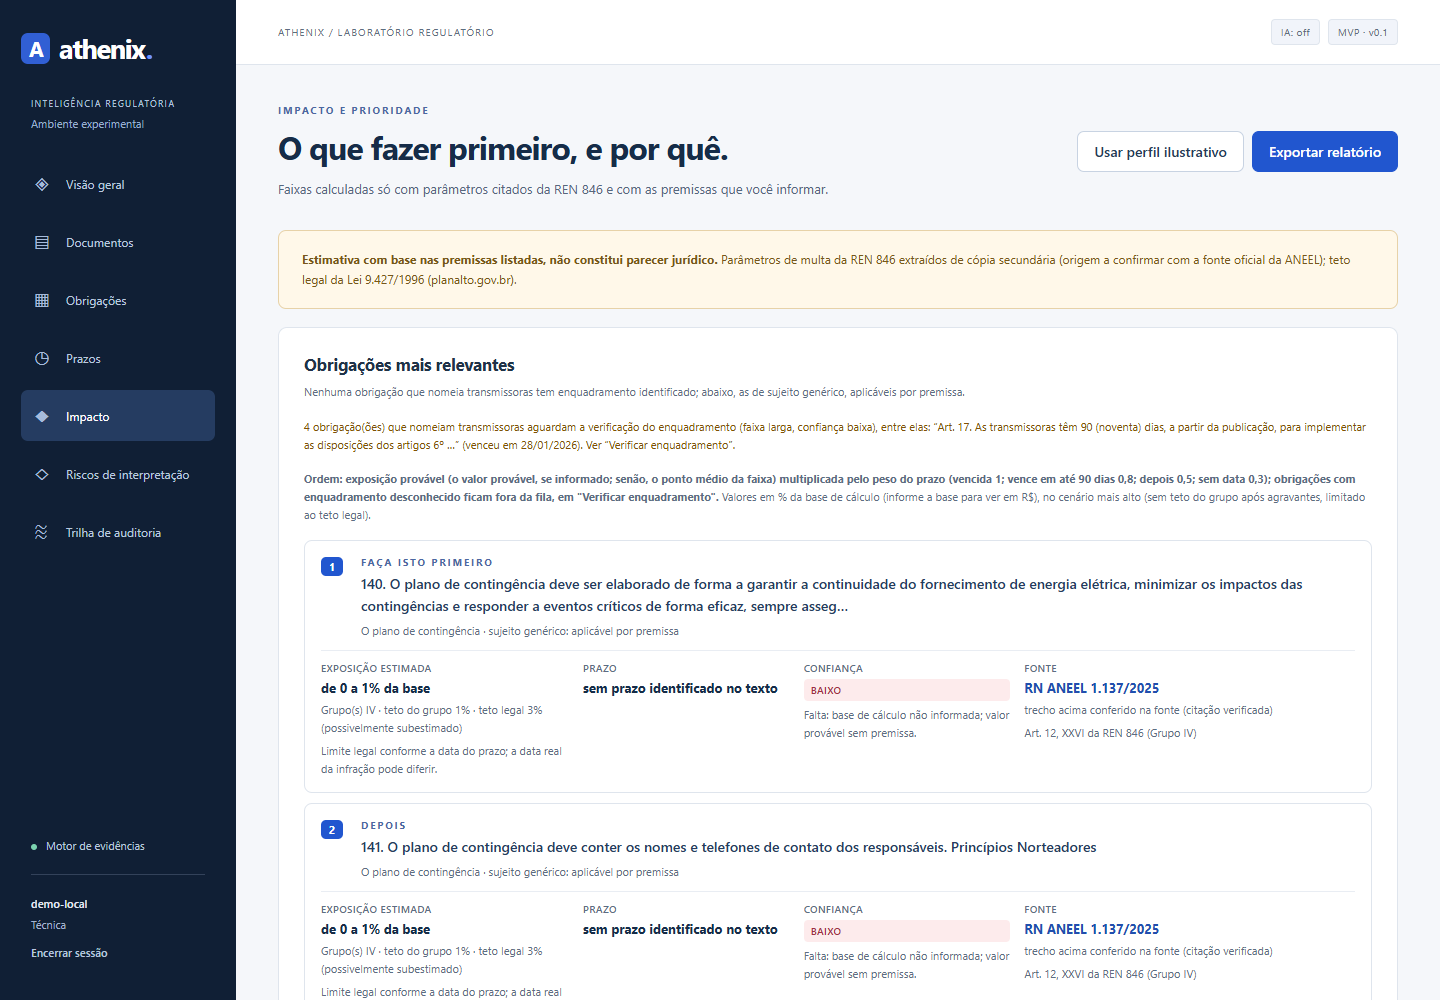 A athenix.
INTELIGÊNCIA REGULATÓRIA
Ambiente experimental
Visão geral
Documentos
Obrigações
Prazos
Impacto
Riscos de interpretação
Trilha de auditoria
Motor de evidências
demo-local
Técnica
Encerrar sessão
ATHENIX / LABORATÓRIO REGULATÓRIO
IA: off
MVP · v0.1
IMPACTO E PRIORIDADE
O que fazer primeiro, e por quê.
Faixas calculadas só com parâmetros citados da REN 846 e com as premissas que você informar.
Usar perfil ilustrativo
Exportar relatório
Estimativa com base nas premissas listadas, não constitui parecer jurídico. Parâmetros de multa da REN 846 extraídos de cópia secundária (origem a confirmar com a fonte oficial da ANEEL); teto
legal da Lei 9.427/1996 (planalto.gov.br).
Obrigações mais relevantes
Nenhuma obrigação que nomeia transmissoras tem enquadramento identificado; abaixo, as de sujeito genérico, aplicáveis por premissa.
4 obrigação(ões) que nomeiam transmissoras aguardam a verificação do enquadramento (faixa larga, confiança baixa), entre elas: “Art. 17. As transmissoras têm 90 (noventa) dias, a partir da publicação, para implementar
as disposições dos artigos 6º ...” (venceu em 28/01/2026). Ver “Verificar enquadramento”.
Ordem: exposição provável (o valor provável, se informado; senão, o ponto médio da faixa) multiplicada pelo peso do prazo (vencida 1; vence em até 90 dias 0,8; depois 0,5; sem data 0,3); obrigações com
enquadramento desconhecido ficam fora da fila, em "Verificar enquadramento". Valores em % da base de cálculo (informe a base para ver em R$), no cenário mais alto (sem teto do grupo após agravantes, limitado
ao teto legal).
1
FAÇA ISTO PRIMEIRO
140. O plano de contingência deve ser elaborado de forma a garantir a continuidade do fornecimento de energia elétrica, minimizar os impactos das
contingências e responder a eventos críticos de forma eficaz, sempre asseg...
O plano de contingência · sujeito genérico: aplicável por premissa
EXPOSIÇÃO ESTIMADA
de 0 a 1% da base
Grupo(s) IV · teto do grupo 1% · teto legal 3%
(possivelmente subestimado)
Limite legal conforme a data do prazo; a data real
da infração pode diferir.
PRAZO
sem prazo identificado no texto
CONFIANÇA
BAIXO
Falta: base de cálculo não informada; valor
provável sem premissa.
FONTE
RN ANEEL 1.137/2025
trecho acima conferido na fonte (citação verificada)
Art. 12, XXVI da REN 846 (Grupo IV)
2
DEPOIS
141. O plano de contingência deve conter os nomes e telefones de contato dos responsáveis. Princípios Norteadores
O plano de contingência · sujeito genérico: aplicável por premissa
EXPOSIÇÃO ESTIMADA
de 0 a 1% da base
Grupo(s) IV · teto do grupo 1% · teto legal 3%
(possivelmente subestimado)
Limite legal conforme a data do prazo; a data real
PRAZO
sem prazo identificado no texto
CONFIANÇA
BAIXO
Falta: base de cálculo não informada; valor
provável sem premissa.
FONTE
RN ANEEL 1.137/2025
trecho acima conferido na fonte (citação verificada)
Art. 12, XXVI da REN 846 (Grupo IV)